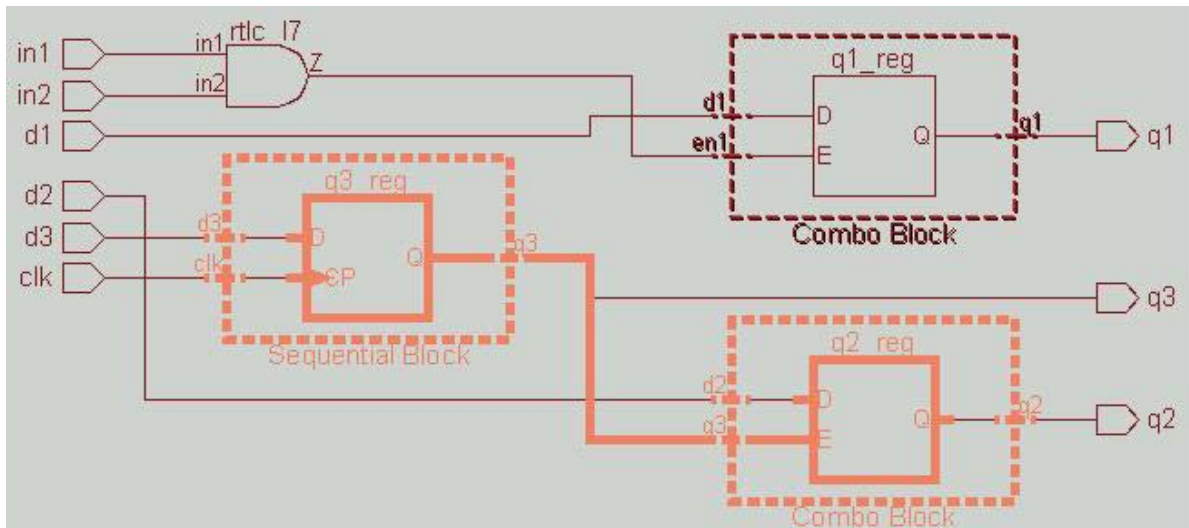 rtlc_I7
in1
in1
Z
in2
in2
q1_reg
d1
d1
D
Q
q1
q1
en1
E
Combo Block
d2
q3_reg
d3
d3
D
Q
q3
clk
clk
CP
q3
Sequential Block
q2_reg
d2
D
Q
q2
q2
q3
E
Combo Block